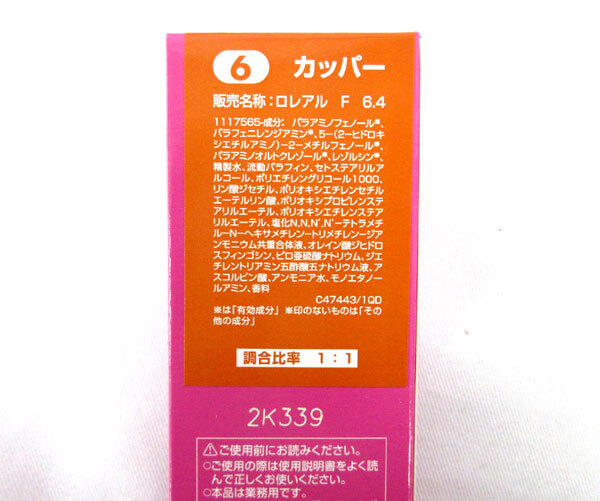 6 カッパー
販売名称：ロレアル F 6.4
1117565-成分： パラアミノフェノール※、
パラフェニレンジアミン※、5-(2-ヒドロキ
シエチルアミノ)-2-メチルフェノール※、
パラアミノオルトクレゾール※、レゾルシン※、
精製水、流動パラフィン、セトステアリルア
ルコール、ポリエチレングリコール1000、
リン酸ジセチル、ポリオキシエチレンセチル
エーテルリン酸、ポリオキシプロピレンステ
アリルエーテル、ポリオキシエチレンステア
リルエーテル、塩化N,N,N',N'-テトラメチ
ル-N-ヘキサメチレン-トリメチレン-ジア
ンモニウム共重合体液、オレイン酸ジヒドロ
スフィンゴシン、ピロ亜硫酸ナトリウム、ジエ
チレントリアミン五酢酸五ナトリウム液、ア
スコルビン酸、アンモニア水、モノエタノ
ールアミン、香料
C47443/1QD
※は「有効成分」 ※印のないものは「その
他の成分」
調合比率 1：1
2K339
⚠ご使用前にお読みください。
○ご使用の際は使用説明書をよく読
んで正しくお使いください。
○本品は業務用です。